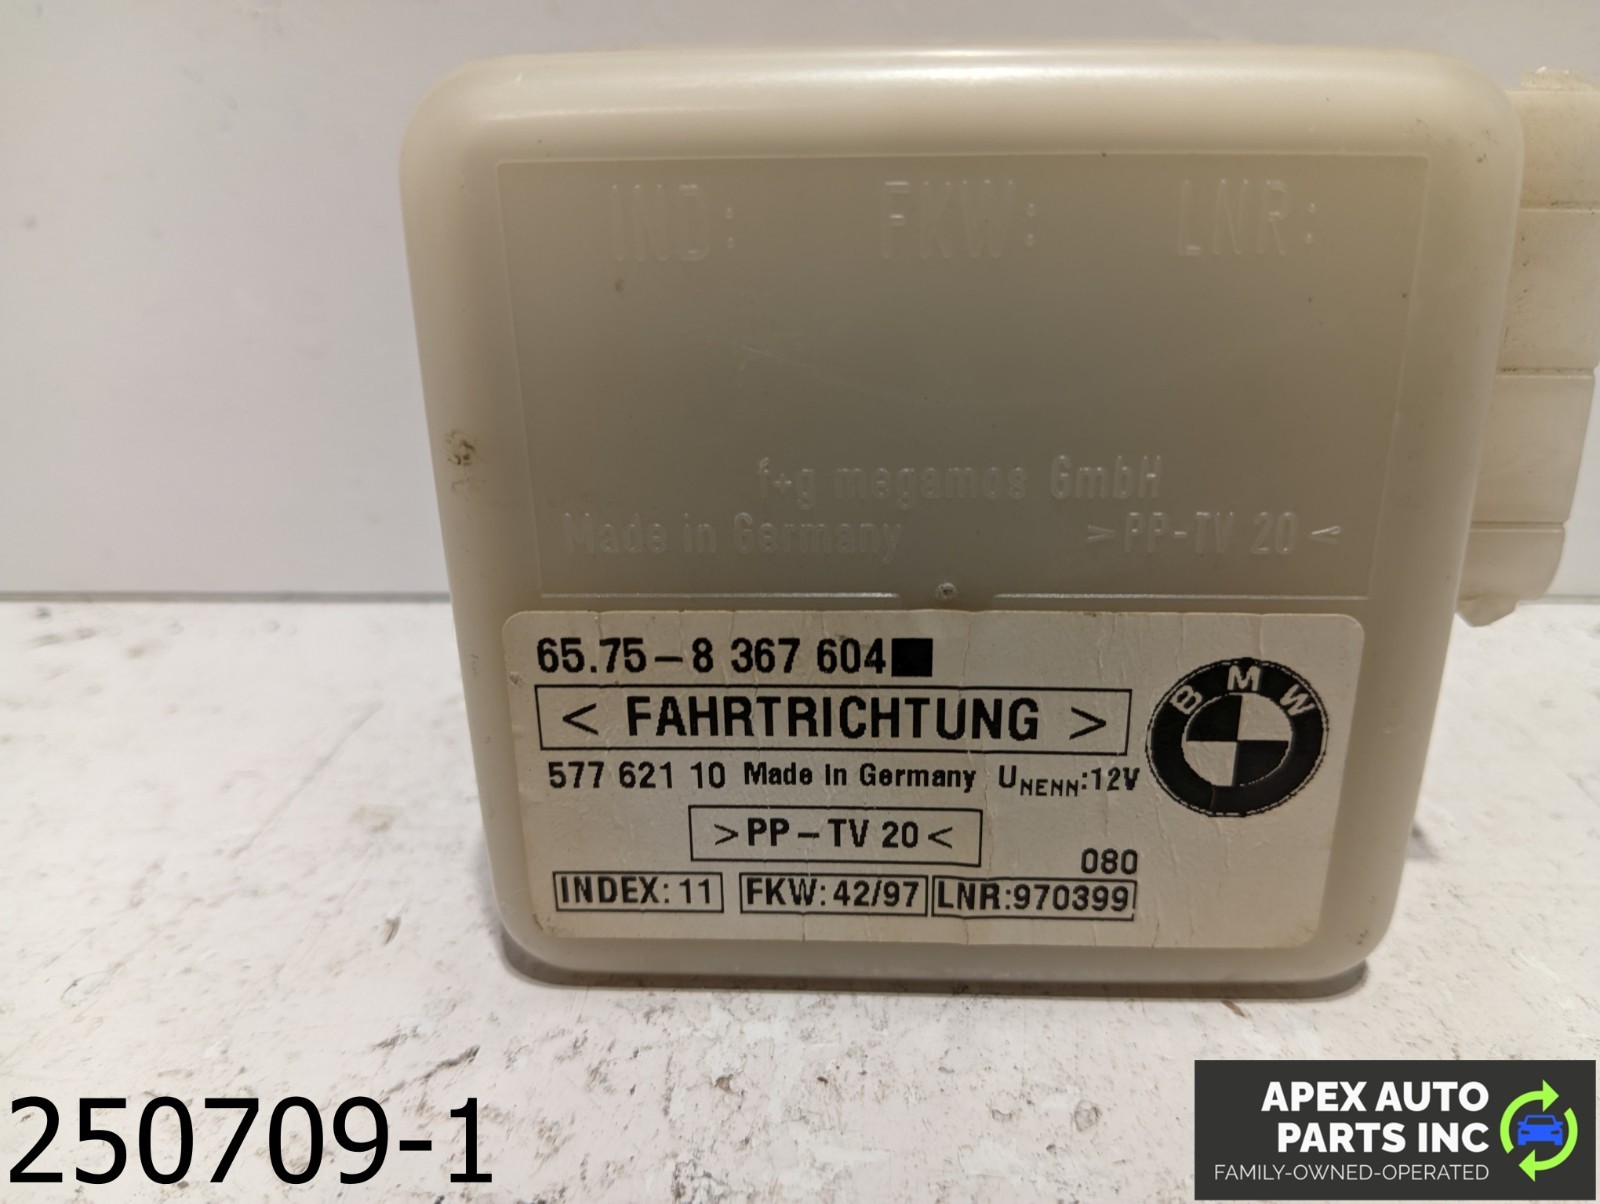 IND: FKW: LNR:
f+g megamos GmbH
Made in Germany >PP-TV 20<
65.75-8 367 604■
< FAHRTRICHTUNG >
577 621 10 Made In Germany UNENN:12V
>PP-TV 20<
080
INDEX: 11 FKW: 42/97 LNR:970399
BMW
250709-1
APEX AUTO
PARTS INC
FAMILY-OWNED-OPERATED